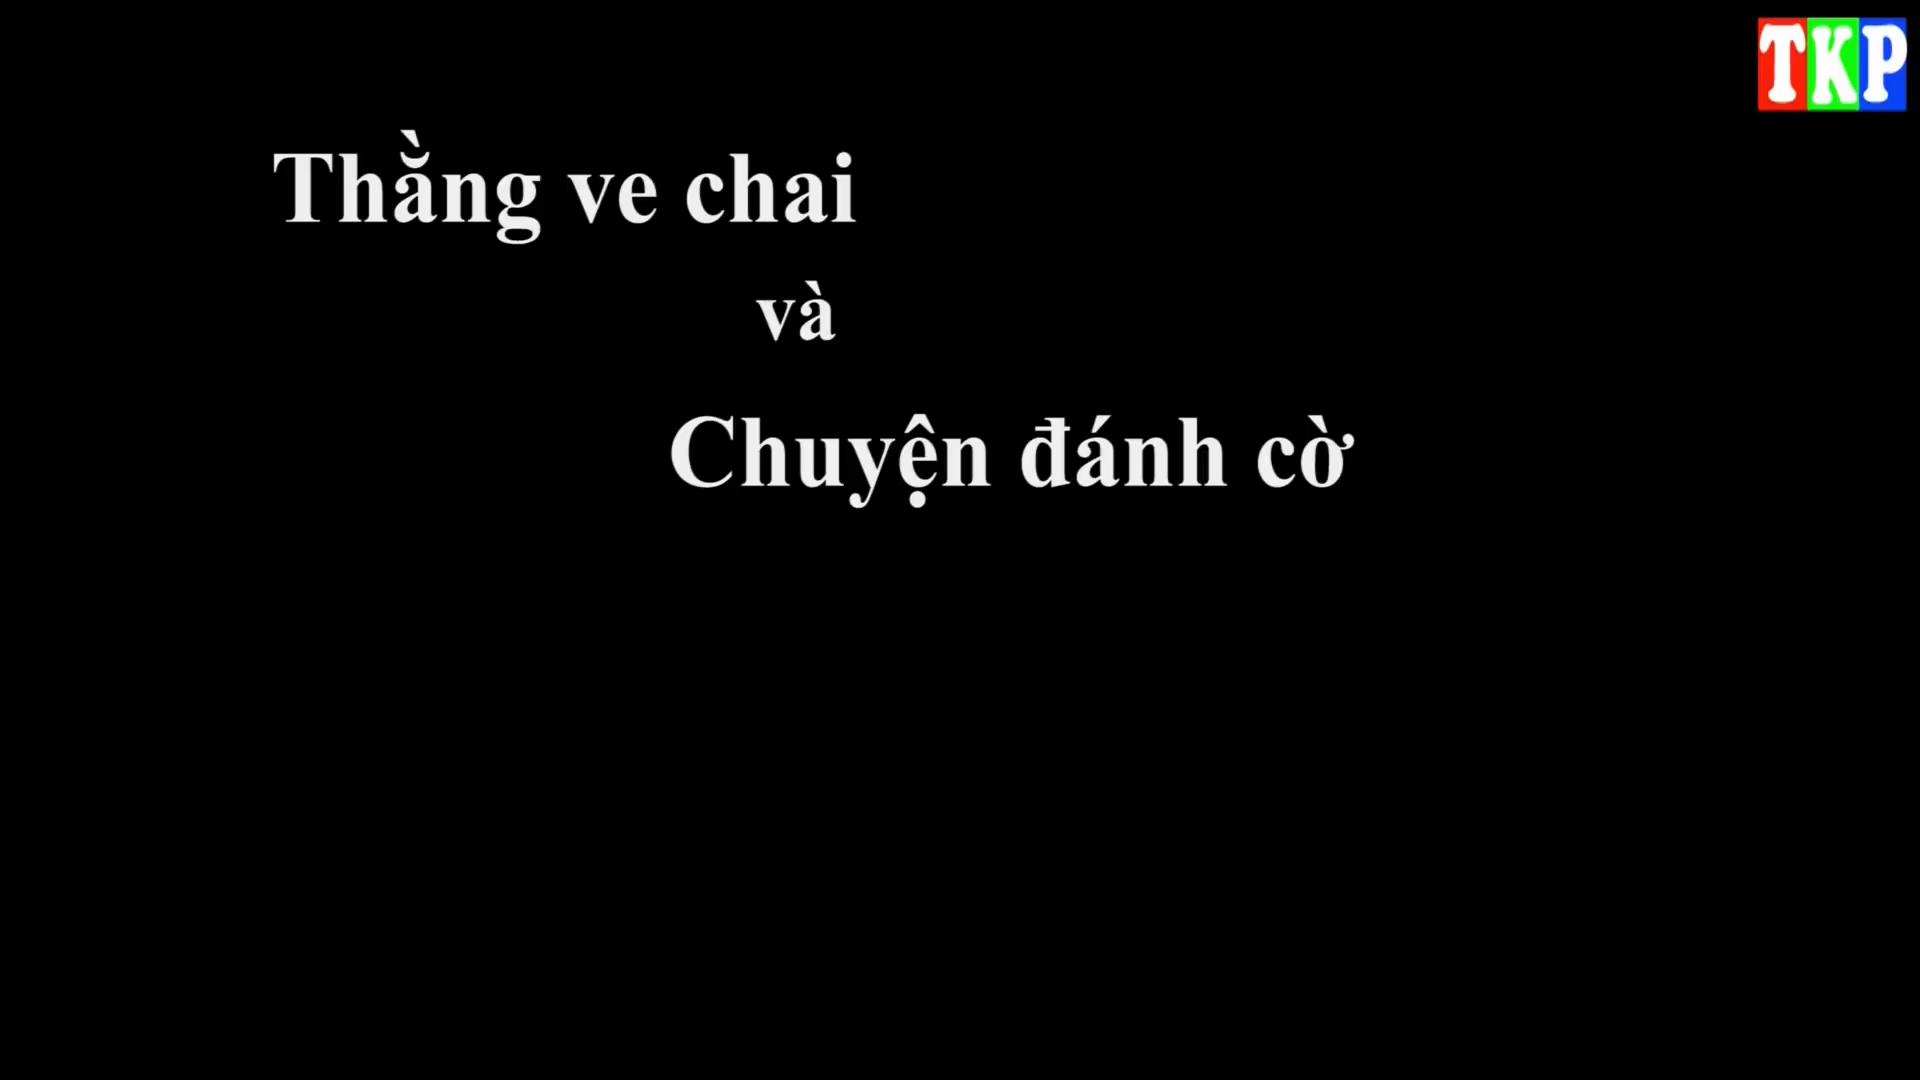 TKP
Thằng ve chai
và
Chuyện đánh cờ